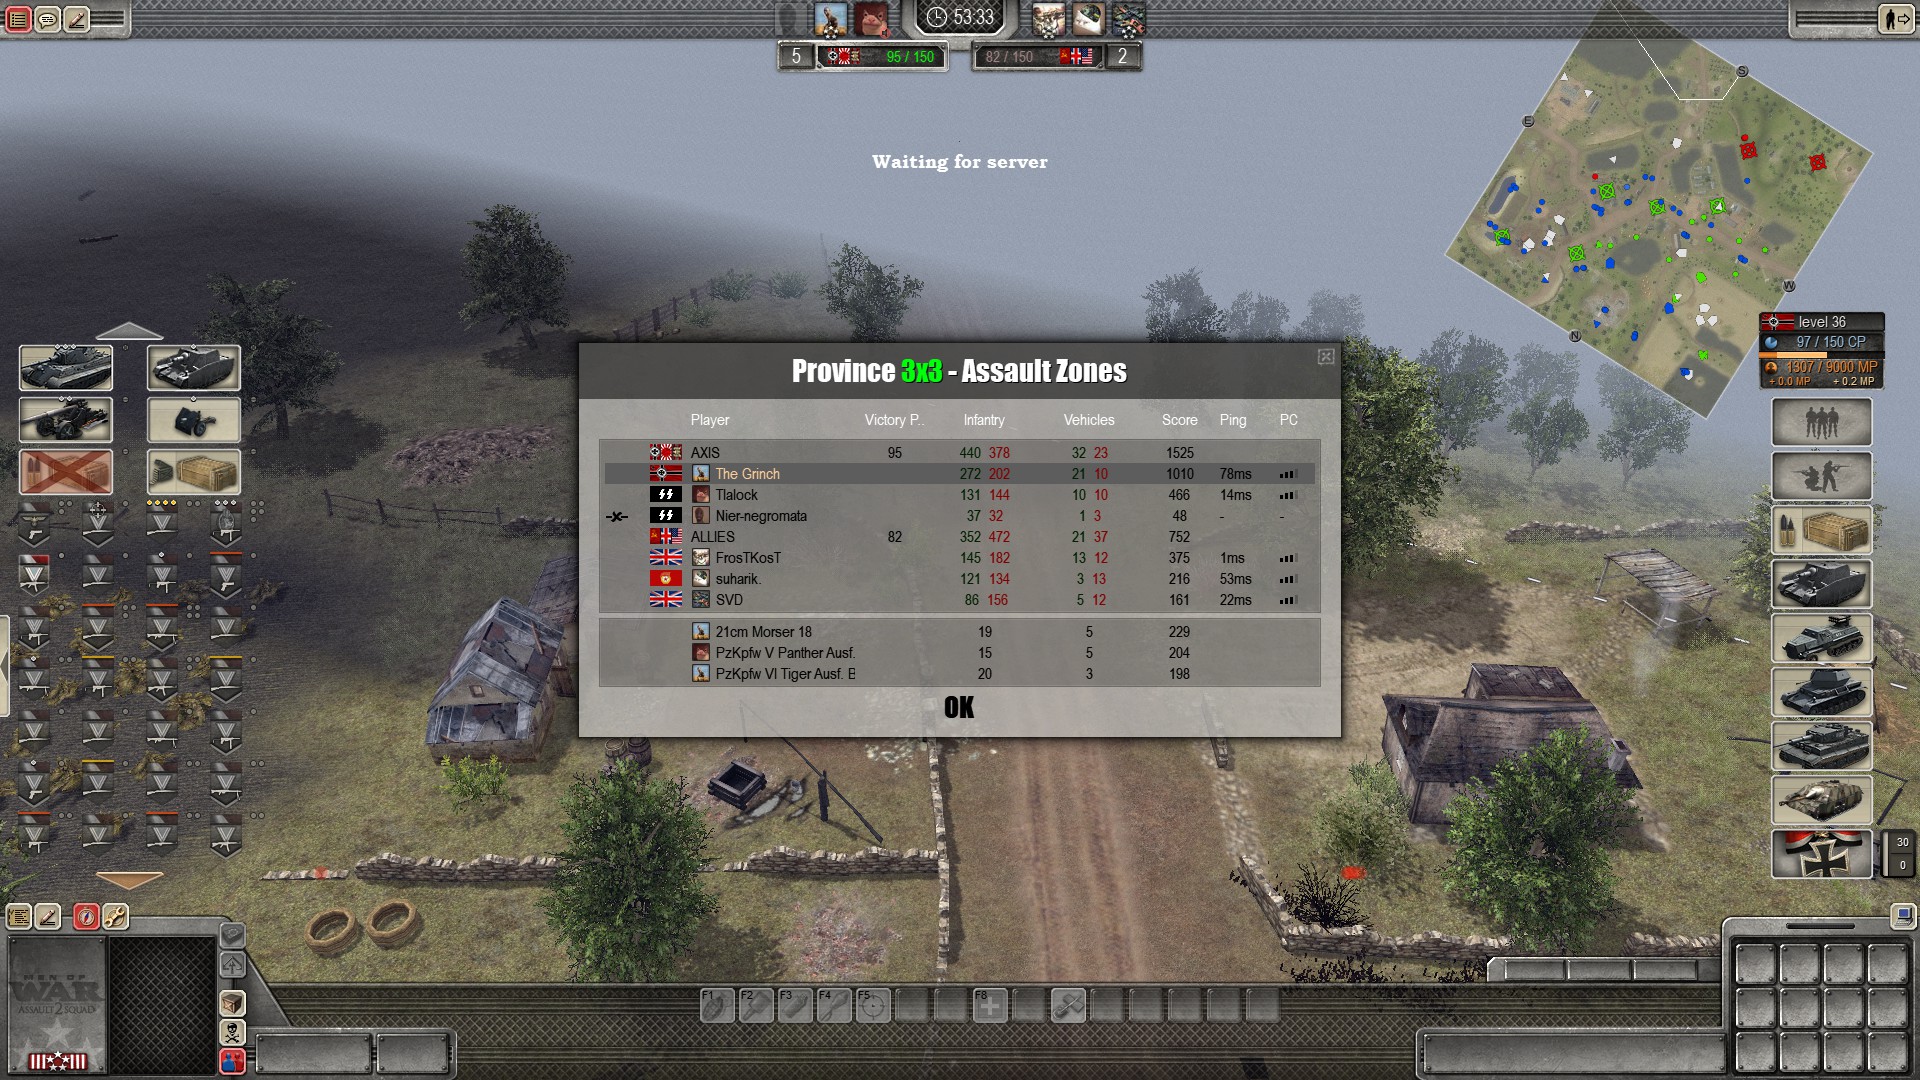 53:33
5 95 / 150 82 / 150 2
Waiting for server
S
E
W
N
level 36
97 / 150 CP
1307 / 9000 MP
+ 0.0 MP + 0.2 MP
Province 3x3 - Assault Zones
Player Victory P.. Infantry Vehicles Score Ping PC
AXIS 95 440 378 32 23 1525
The Grinch 272 202 21 10 1010 78ms
Tlalock 131 144 10 10 466 14ms
Nier-negromata 37 32 1 3 48 - -
ALLIES 82 352 472 21 37 752
FrosTKosT 145 182 13 12 375 1ms
suharik. 121 134 3 13 216 53ms
SVD 86 156 5 12 161 22ms
21cm Morser 18 19 5 229
PzKpfw V Panther Ausf. 15 5 204
PzKpfw VI Tiger Ausf. B 20 3 198
OK
30
0
MEN OF
WAR
ASSAULT 2 SQUAD
F1 F2 F3 F4 F5 F8